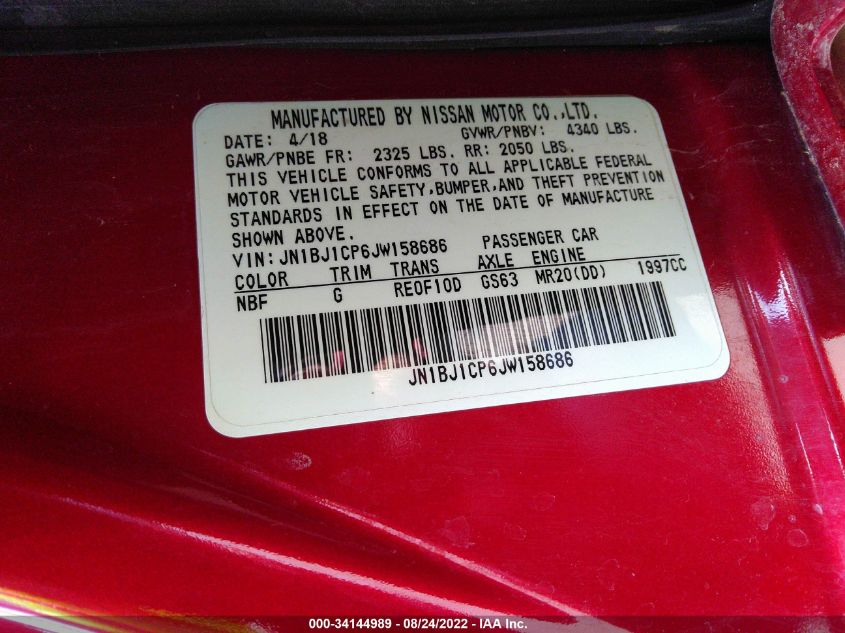 MANUFACTURED BY NISSAN MOTOR CO.,LTD.
DATE: 4/18 GVWR/PNBV: 4340 LBS.
GAWR/PNBE FR: 2325 LBS. RR: 2050 LBS.
THIS VEHICLE CONFORMS TO ALL APPLICABLE FEDERAL
MOTOR VEHICLE SAFETY,BUMPER,AND THEFT PREVENTION
STANDARDS IN EFFECT ON THE DATE OF MANUFACTURE
SHOWN ABOVE.
VIN: JN1BJ1CP6JW158686 PASSENGER CAR
COLOR TRIM TRANS AXLE ENGINE
NBF G RE0F10D GS63 MR20(DD) 1997CC
JN1BJ1CP6JW158686
000-34144989 - 08/24/2022 - IAA Inc.